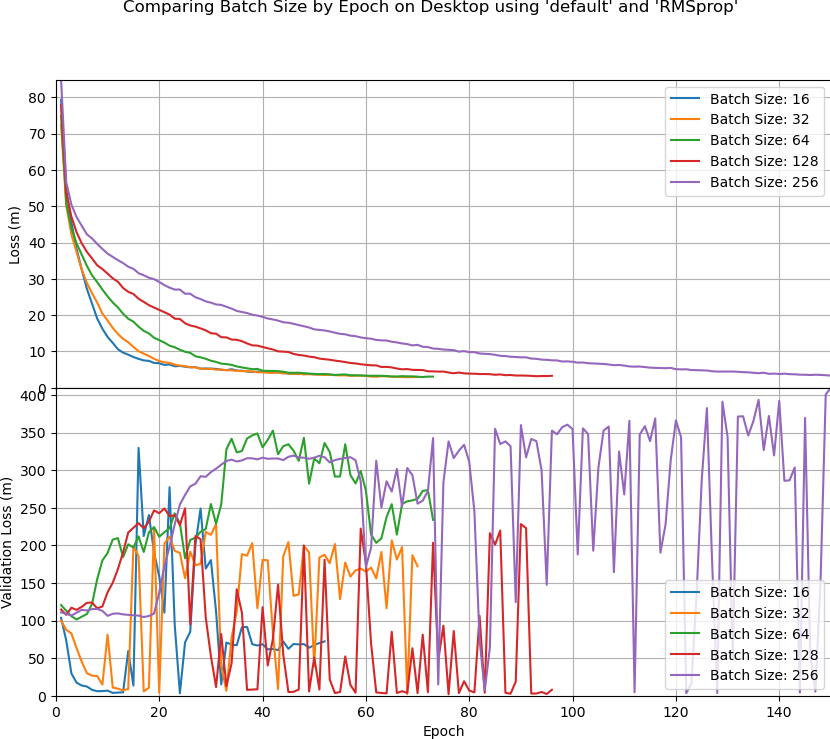 Comparing Batch Size by Epoch on Desktop using 'default' and 'RMSprop'
80
70
60
50
40
30
20
10
0
Loss (m)
Batch Size: 16
Batch Size: 32
Batch Size: 64
Batch Size: 128
Batch Size: 256
400
350
300
250
200
150
100
50
0
Validation Loss (m)
Batch Size: 16
Batch Size: 32
Batch Size: 64
Batch Size: 128
Batch Size: 256
0 20 40 60 80 100 120 140
Epoch